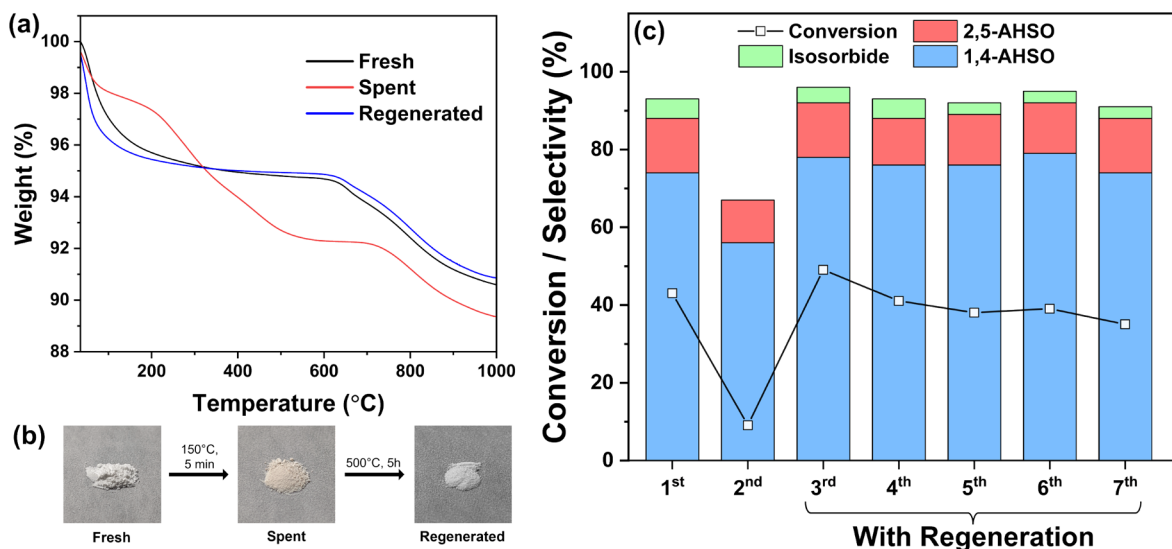 (a)
100
98
96
94
92
90
88
Weight (%)
Fresh
Spent
Regenerated
200
400
600
800
1000
Temperature (°C)
(b)
150°C,
5 min
500°C, 5h
Fresh
Spent
Regenerated
(c)
Conversion
2,5-AHSO
Isosorbide
1,4-AHSO
100
80
60
40
20
0
Conversion / Selectivity (%)
1st
2nd
3rd
4th
5th
6th
7th
With Regeneration